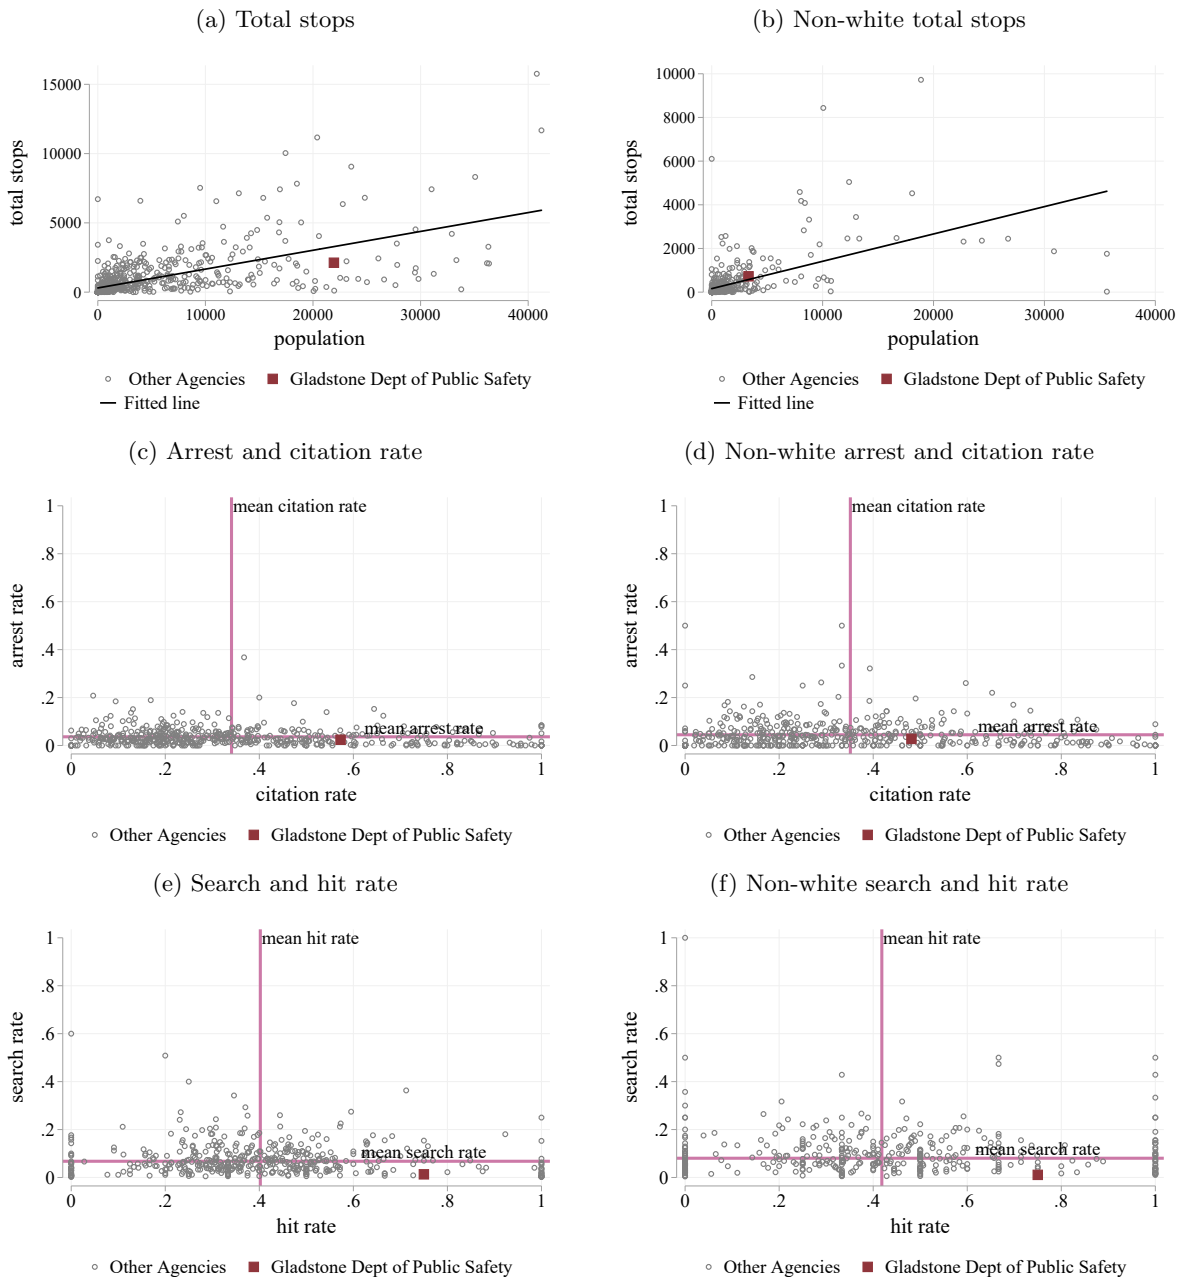 (a) Total stops
(b) Non-white total stops
total stops
15000
10000
5000
0
0 10000 20000 30000 40000
population
Other Agencies Gladstone Dept of Public Safety
Fitted line
total stops
10000
8000
6000
4000
2000
0
0 10000 20000 30000 40000
population
Other Agencies Gladstone Dept of Public Safety
Fitted line
(c) Arrest and citation rate
(d) Non-white arrest and citation rate
arrest rate
1
.8
.6
.4
.2
0
mean citation rate
mean arrest rate
0 .2 .4 .6 .8 1
citation rate
Other Agencies Gladstone Dept of Public Safety
arrest rate
1
.8
.6
.4
.2
0
mean citation rate
mean arrest rate
0 .2 .4 .6 .8 1
citation rate
Other Agencies Gladstone Dept of Public Safety
(e) Search and hit rate
(f) Non-white search and hit rate
search rate
1
.8
.6
.4
.2
0
mean hit rate
mean search rate
0 .2 .4 .6 .8 1
hit rate
Other Agencies Gladstone Dept of Public Safety
search rate
1
.8
.6
.4
.2
0
mean hit rate
mean search rate
0 .2 .4 .6 .8 1
hit rate
Other Agencies Gladstone Dept of Public Safety